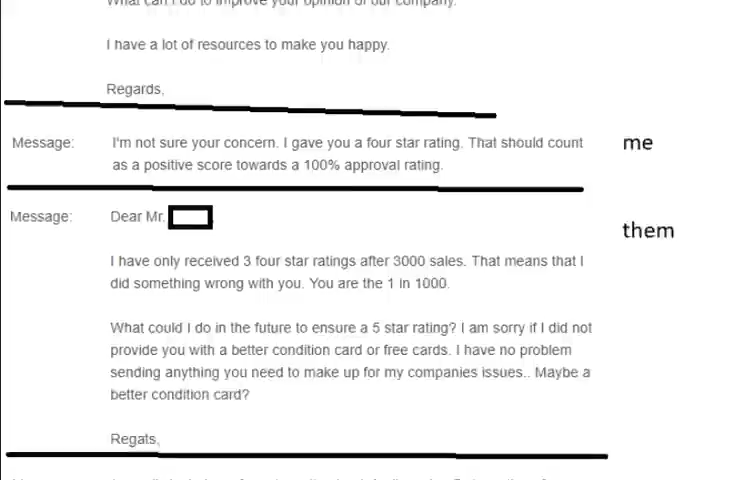 What can I do to improve your opinion of our company.
I have a lot of resources to make you happy.
Regards,
Message: I'm not sure your concern. I gave you a four star rating. That should count me
as a positive score towards a 100% approval rating.
Message: Dear Mr.
them
I have only received 3 four star ratings after 3000 sales. That means that I
did something wrong with you. You are the 1 in 1000.
What could I do in the future to ensure a 5 star rating? I am sorry if I did not
provide you with a better condition card or free cards. I have no problem
sending anything you need to make up for my companies issues.. Maybe a
better condition card?
Regats,